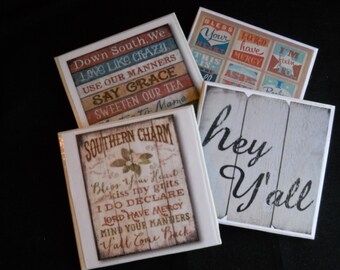 Down South We
LOVE LIKE CRAZY
USE OUR MANNERS
SAY GRACE
SWEETEN OUR TEA
to Mama
BLESS
Your
LORD
have
MERCY
I'M
hey
Y'all
SOUTHERN CHARM
Bless Your Heart
kiss my grits
I DO DECLARE
LORD HAVE MERCY
MIND YOUR MANNERS
Y'all Come Back